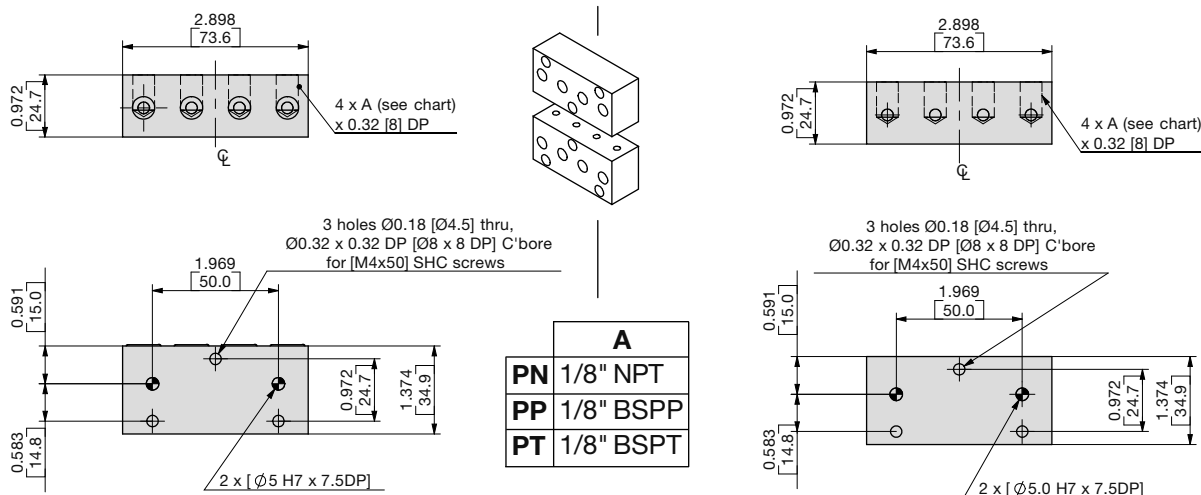 2.898
73.6
0.972
24.7
4 x A (see chart)
x 0.32 [8] DP
℄
3 holes Ø0.18 [Ø4.5] thru,
Ø0.32 x 0.32 DP [Ø8 x 8 DP] C'bore
for [M4x50] SHC screws
1.969
50.0
0.591
15.0
0.583
14.8
0.972
24.7
1.374
34.9
2 x [ Ø5 H7 x 7.5DP]
A
PN 1/8" NPT
PP 1/8" BSPP
PT 1/8" BSPT
2.898
73.6
0.972
24.7
4 x A (see chart)
x 0.32 [8] DP
℄
3 holes Ø0.18 [Ø4.5] thru,
Ø0.32 x 0.32 DP [Ø8 x 8 DP] C'bore
for [M4x50] SHC screws
1.969
50.0
0.591
15.0
0.583
14.8
0.972
24.7
1.374
34.9
2 x [ Ø5.0 H7 x 7.5DP]